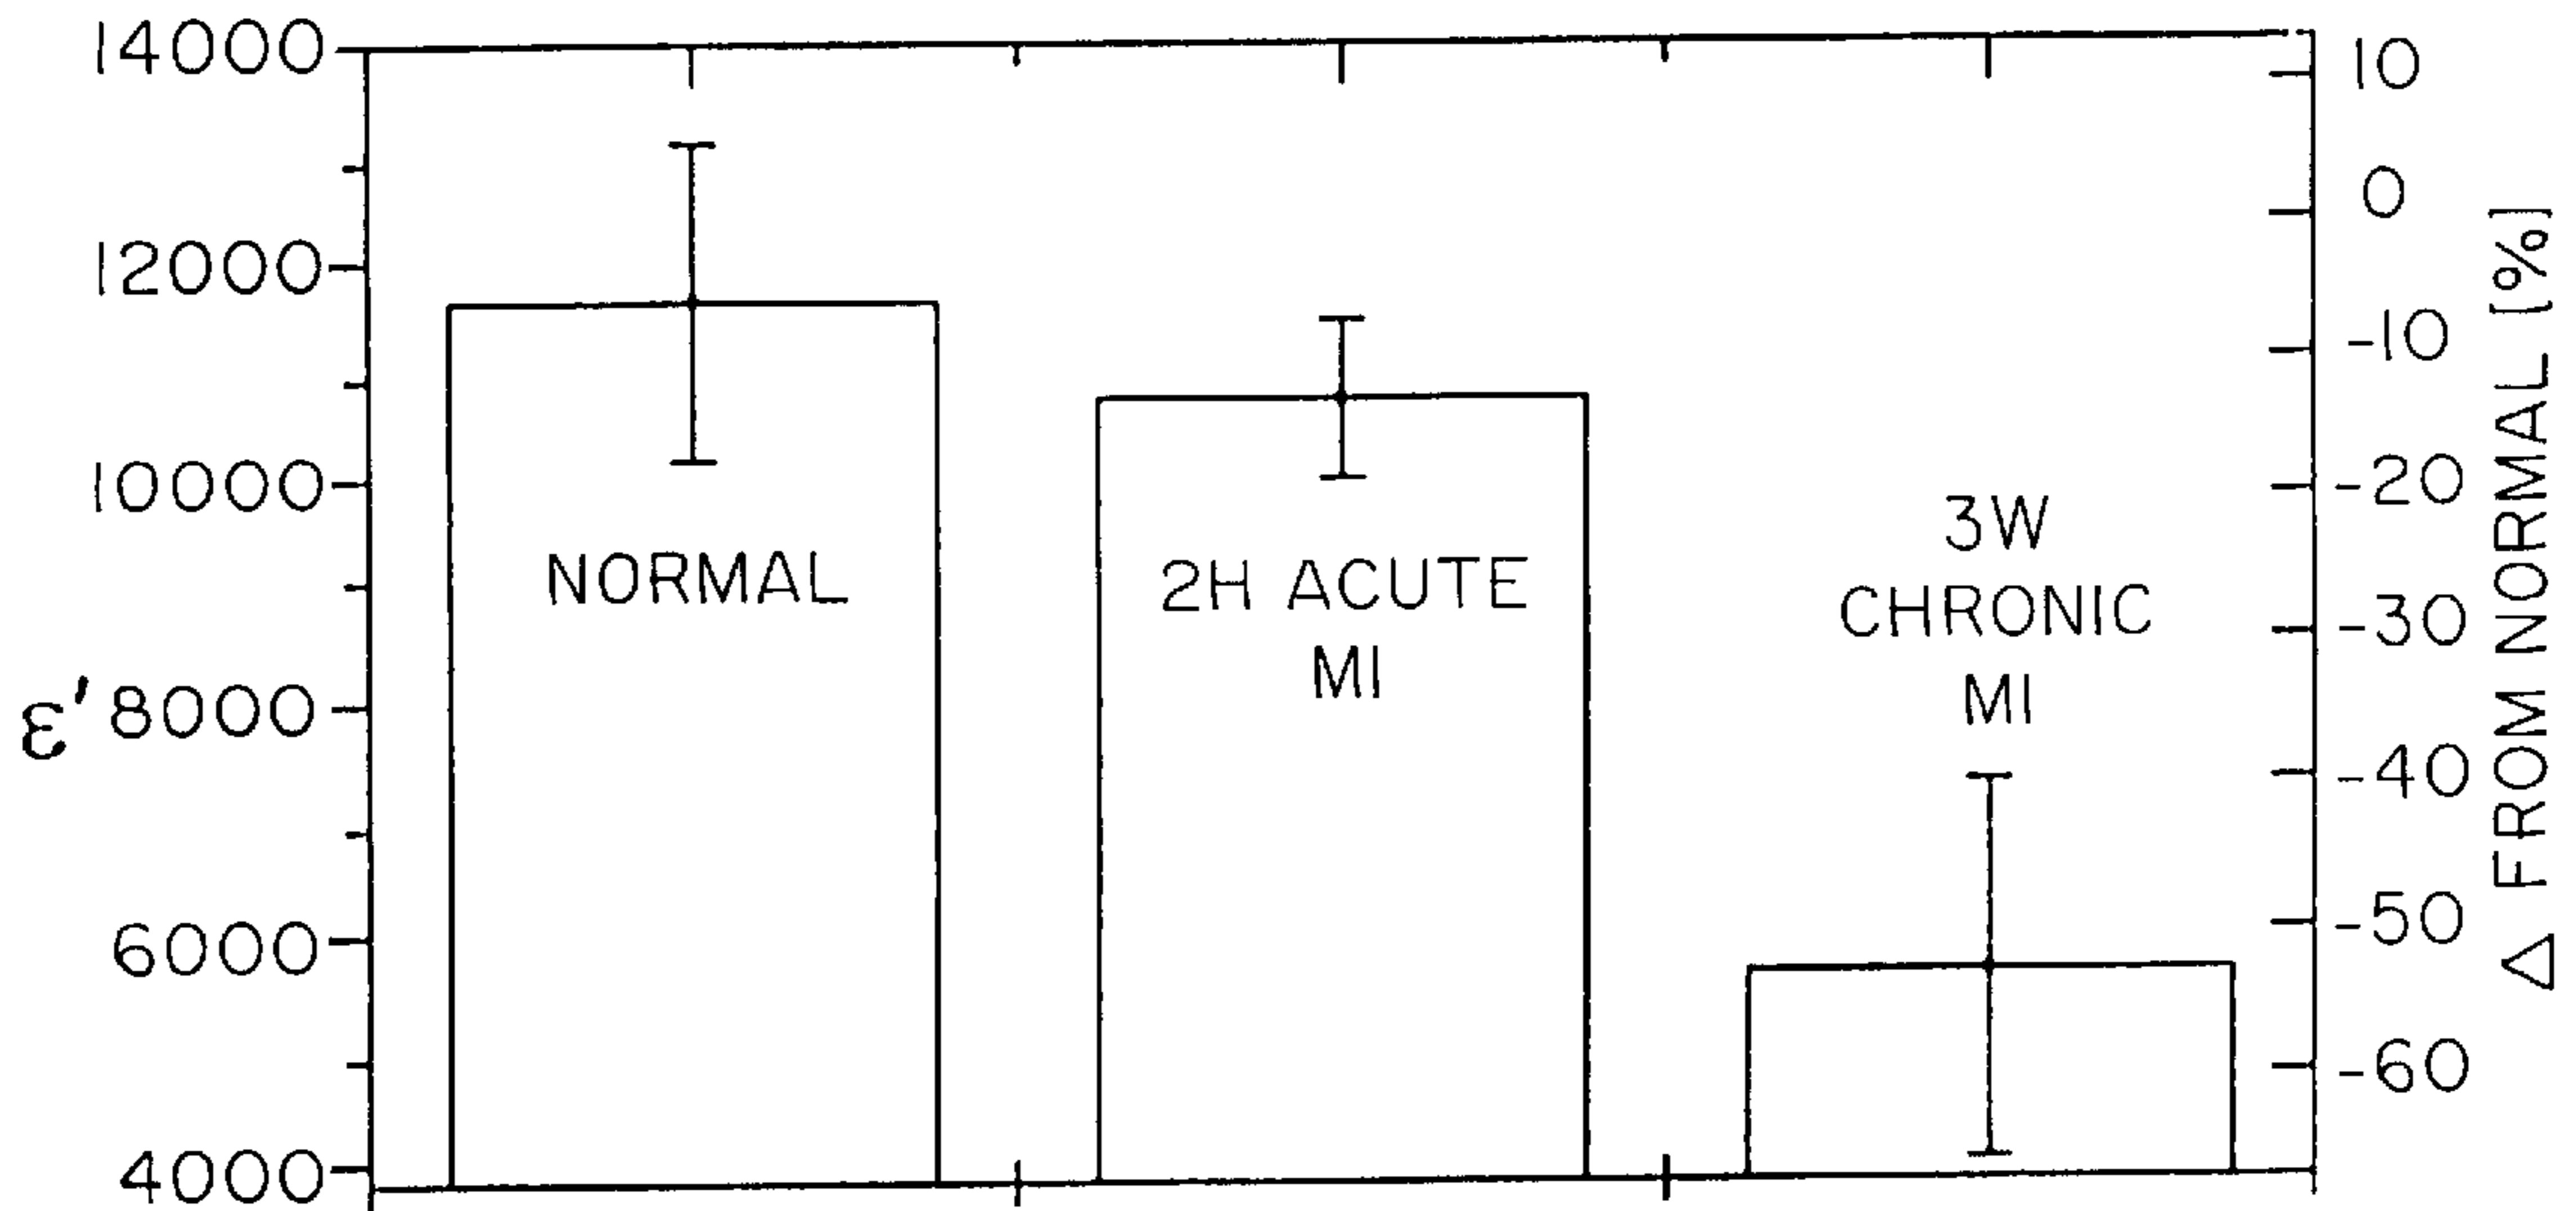 14000
12000
10000
8000
6000
4000
ε'
NORMAL
2H ACUTE
MI
3W
CHRONIC
MI
10
0
-10
-20
-30
-40
-50
-60
Δ FROM NORMAL [%]